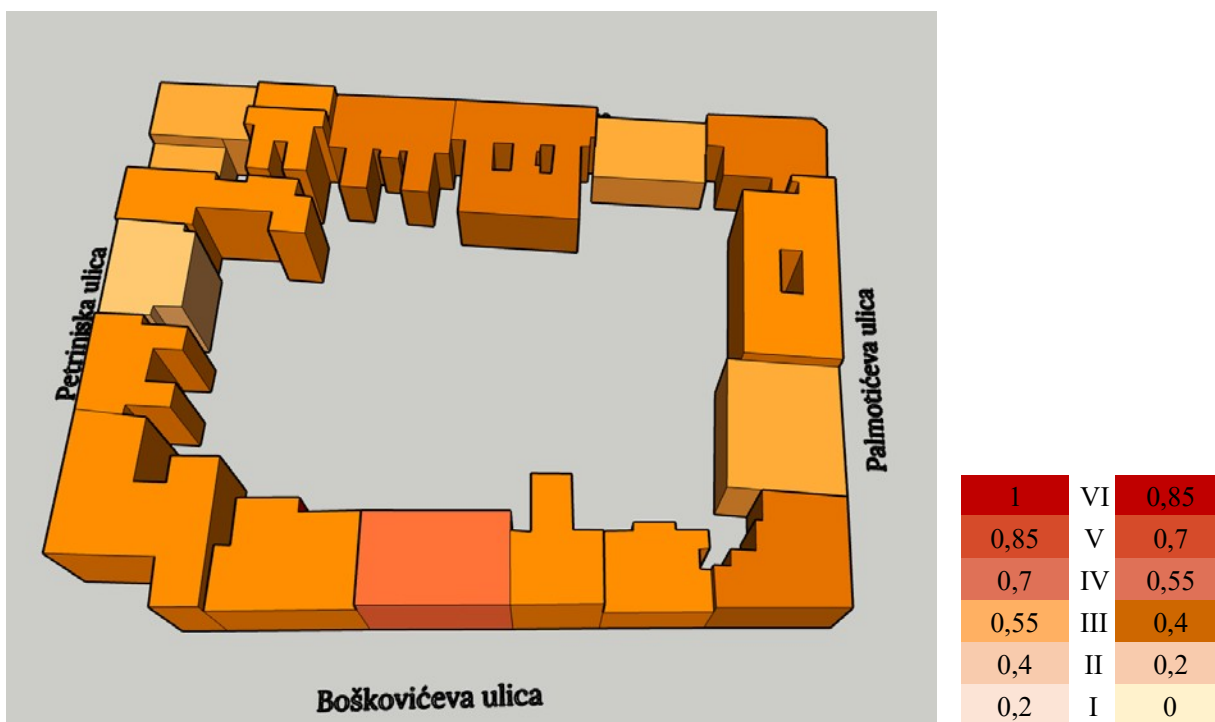 Petriniska ulica
Palmotićeva ulica
Boškovićeva ulica
1 VI 0,85
0,85 V 0,7
0,7 IV 0,55
0,55 III 0,4
0,4 II 0,2
0,2 I 0